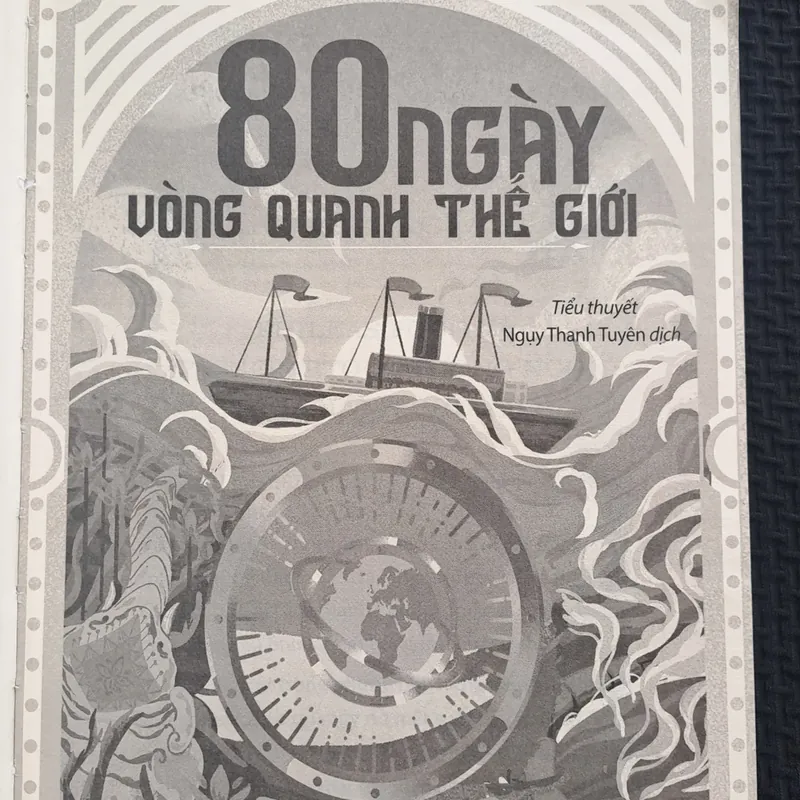 80 NGÀY
VÒNG QUANH THẾ GIỚI
Tiểu thuyết
Ngụy Thanh Tuyên dịch